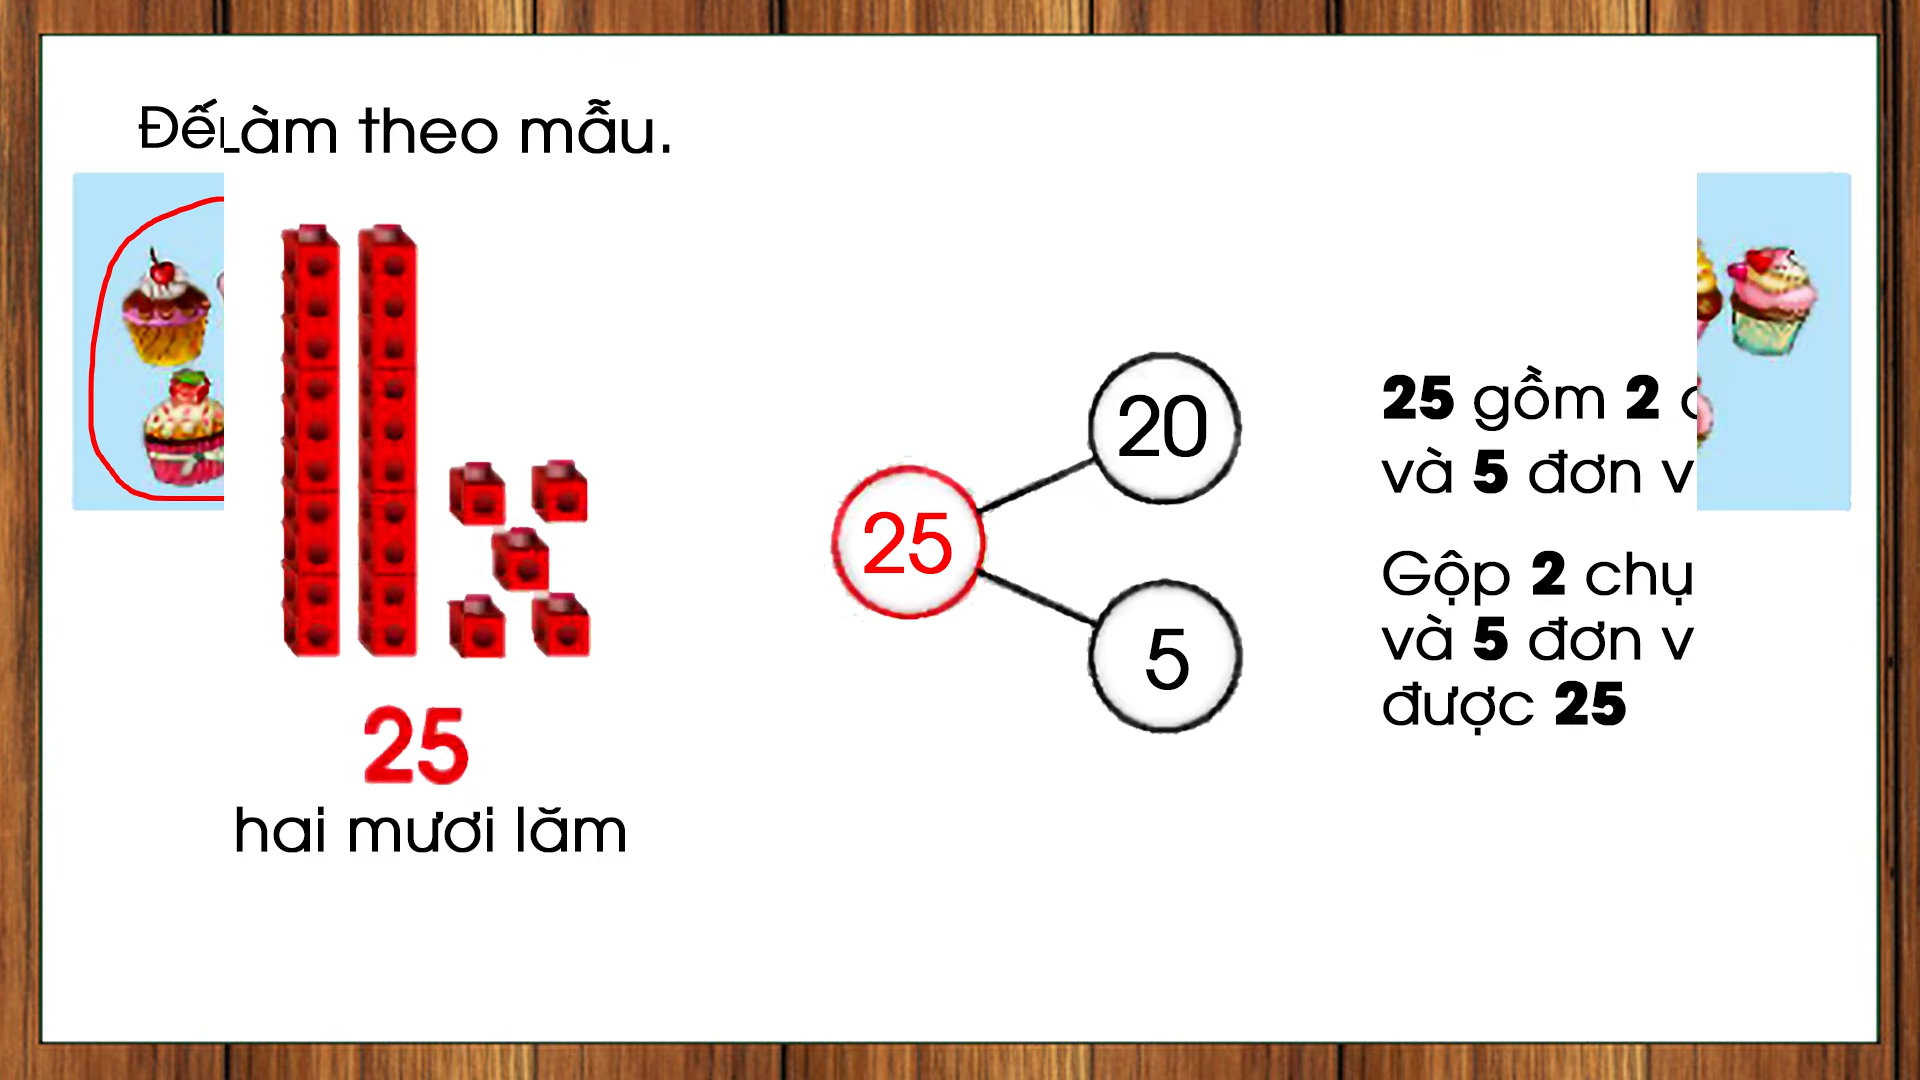 Làm theo mẫu.
20
25 gồm 2
và 5 đơn v
25
Gộp 2 chụ
và 5 đơn v
5
được 25
25
hai mươi lăm